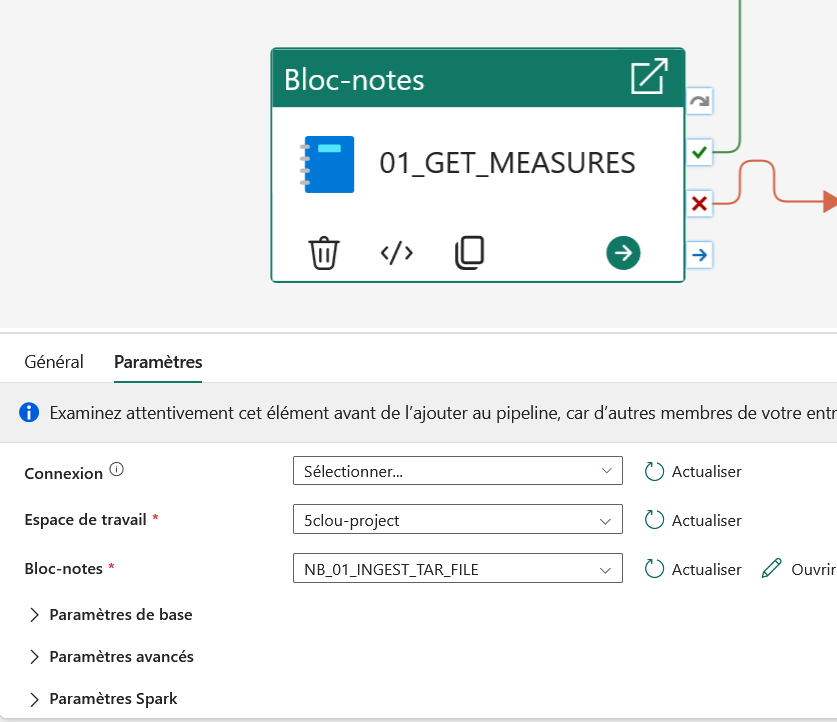 Bloc-notes
01_GET_MEASURES
</>
Général Paramètres
Examinez attentivement cet élément avant de l'ajouter au pipeline, car d'autres membres de votre entr
Connexion Sélectionner... Actualiser
Espace de travail * 5clou-project Actualiser
Bloc-notes * NB_01_INGEST_TAR_FILE Actualiser Ouvrir
Paramètres de base
Paramètres avancés
Paramètres Spark